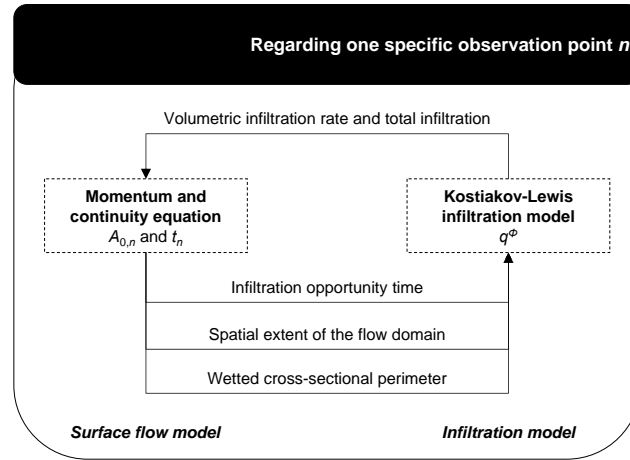 Regarding one specific observation point n
Volumetric infiltration rate and total infiltration
Momentum and
continuity equation
A0,n and tn
Kostiakov-Lewis
infiltration model
qΦ
Infiltration opportunity time
Spatial extent of the flow domain
Wetted cross-sectional perimeter
Surface flow model
Infiltration model